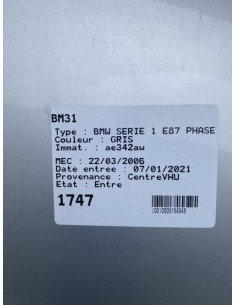 BM31
Type : BMW SERIE 1 E87 PHASE
Couleur : GRIS
Immat. : ae342aw
MEC : 22/03/2006
Date entree : 07/01/2021
Provenance : CentreVHU
Etat : Entre
1747